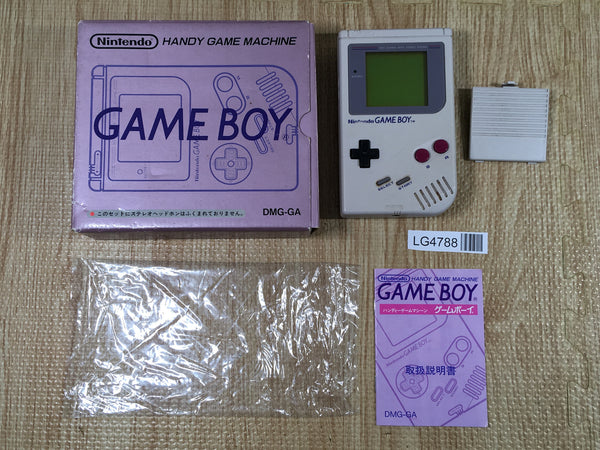 Nintendo HANDY GAME MACHINE
GAME BOY
● このセットにステレオヘッドホンはふくまれておりません。
DMG-GA
Nintendo GAME BOY TM
SELECT
START
LG4788
Nintendo HANDY GAME MACHINE
GAME BOY
ハンディーゲームマシーン
ゲームボーイ
取扱説明書
DMG-GA